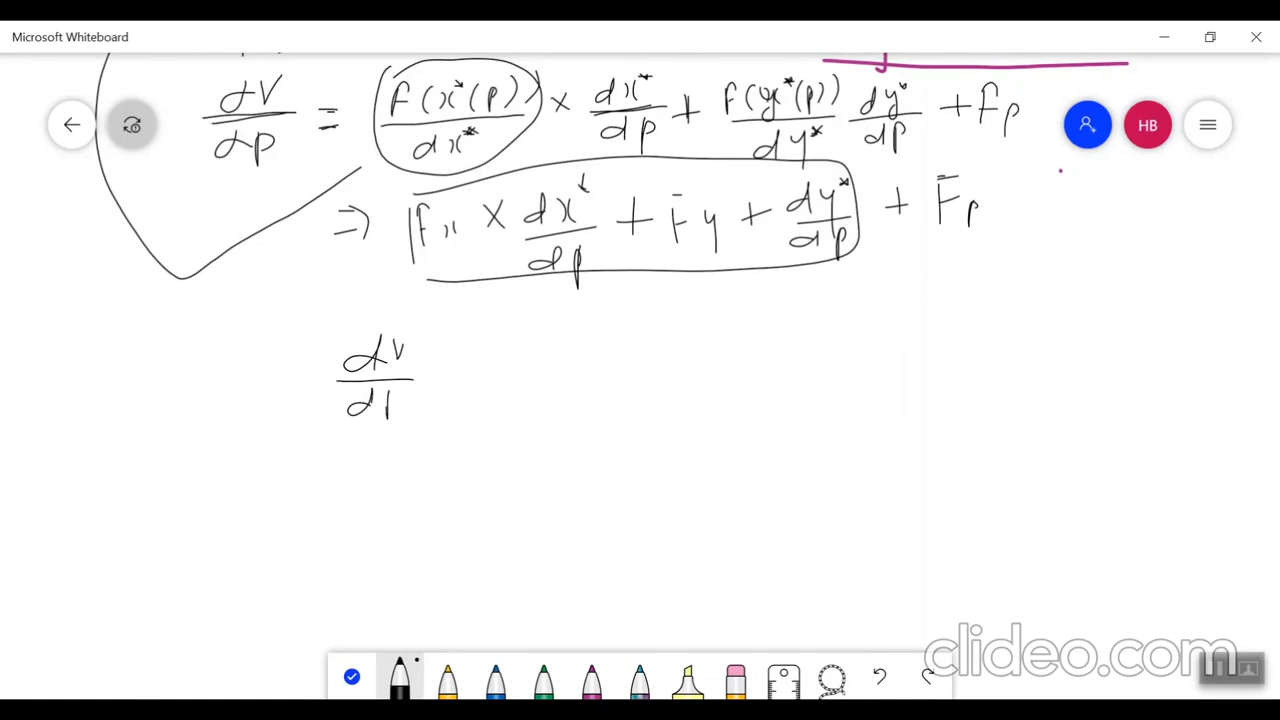 Microsoft Whiteboard
dV/dp = F(x*(p))/dx* × dx*/dp + F(y*(p))/dy* dy*/dp + Fp
HB
⇒ Fx × dx*/dp + Fy + dy*/dp + Fp
dV/d
clideo.com